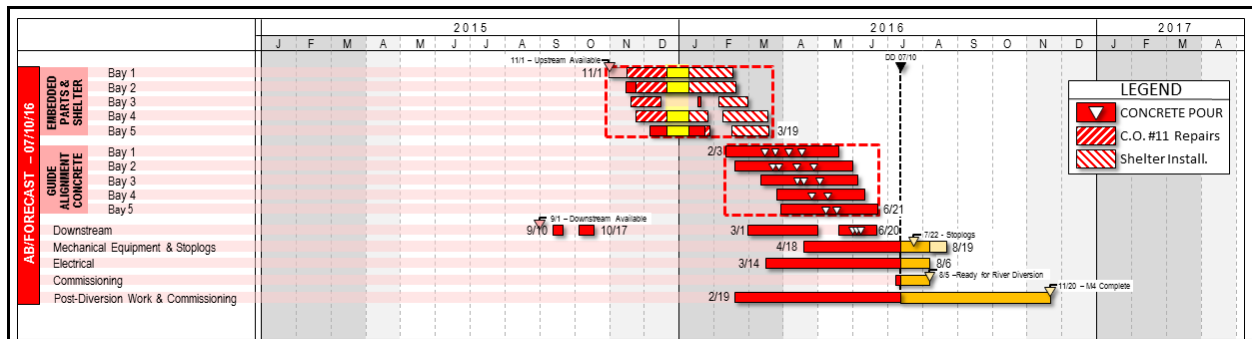 2015 2016 2017
J F M A M J J A S O N D J F M A M J J A S O N D J F M A
DD 07/10
11/1 – Upstream Available
AB/FORECAST – 07/10/16
EMBEDDED PARTS & SHELTER
Bay 1 11/1
Bay 2
Bay 3
Bay 4
Bay 5 3/19
GUIDE ALIGNMENT CONCRETE
Bay 1 2/3
Bay 2
Bay 3
Bay 4
Bay 5 6/21
9/1 – Downstream Available
Downstream 9/10 10/17 3/1 6/20
7/22 - Stoplogs
Mechanical Equipment & Stoplogs 4/18 8/19
Electrical 3/14 8/6
Commissioning 8/5 –Ready for River Diversion
11/20 – M4 Complete
Post-Diversion Work & Commissioning 2/19
LEGEND
CONCRETE POUR
C.O. #11 Repairs
Shelter Install.